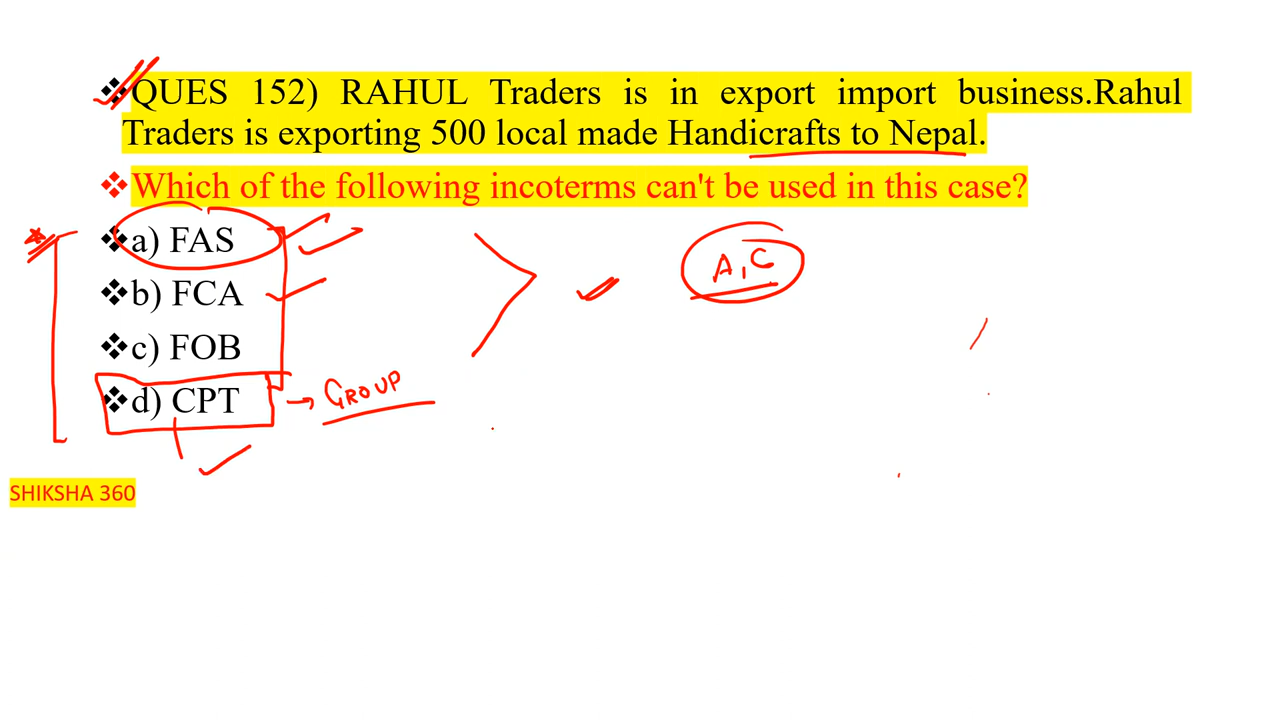 ❖QUES 152) RAHUL Traders is in export import business.Rahul
Traders is exporting 500 local made Handicrafts to Nepal.
❖Which of the following incoterms can't be used in this case?
❖a) FAS
❖b) FCA
A, C
❖c) FOB
❖d) CPT → GROUP
SHIKSHA 360